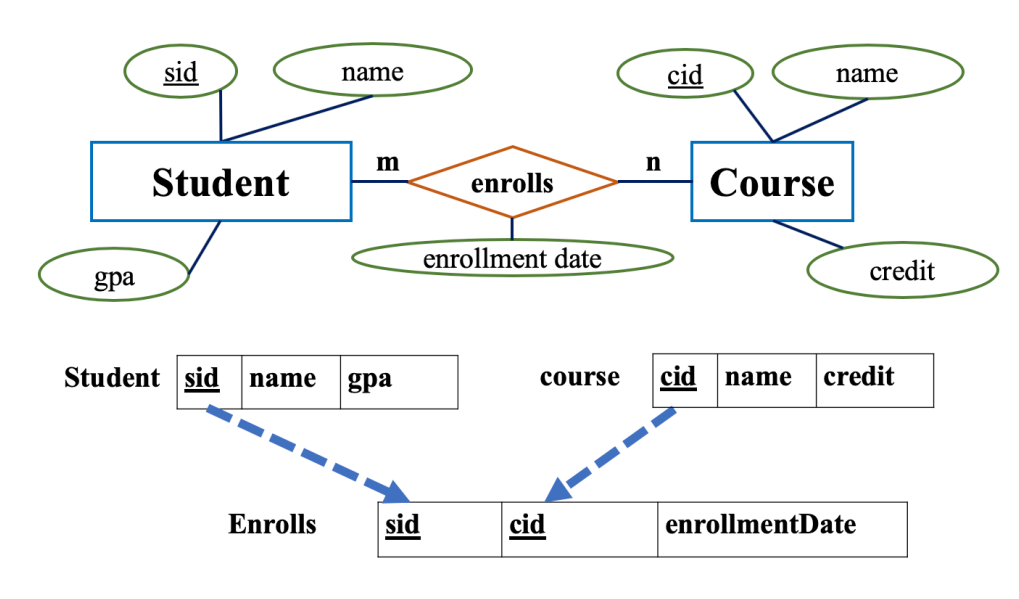 sid
name
cid
name
m
n
Student
enrolls
Course
enrollment date
gpa
credit
Student
sid name gpa
course
cid name credit
Enrolls
sid cid enrollmentDate